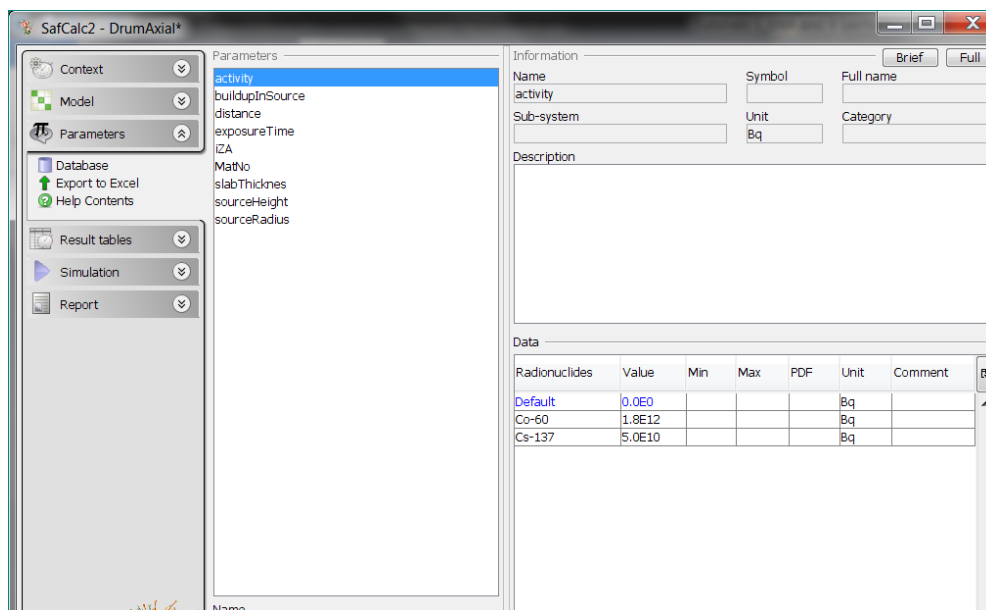 SafCalc2 - DrumAxial*
Context
Model
Parameters
Database
Export to Excel
Help Contents
Result tables
Simulation
Report
Parameters
activity
buildupInSource
distance
exposureTime
iZA
MatNo
slabThicknes
sourceHeight
sourceRadius
Name
Information
Brief
Full
Name Symbol Full name
activity
Sub-system Unit Category
Bq
Description
Data
Radionuclides Value Min Max PDF Unit Comment
Default 0.0E0 Bq
Co-60 1.8E12 Bq
Cs-137 5.0E10 Bq